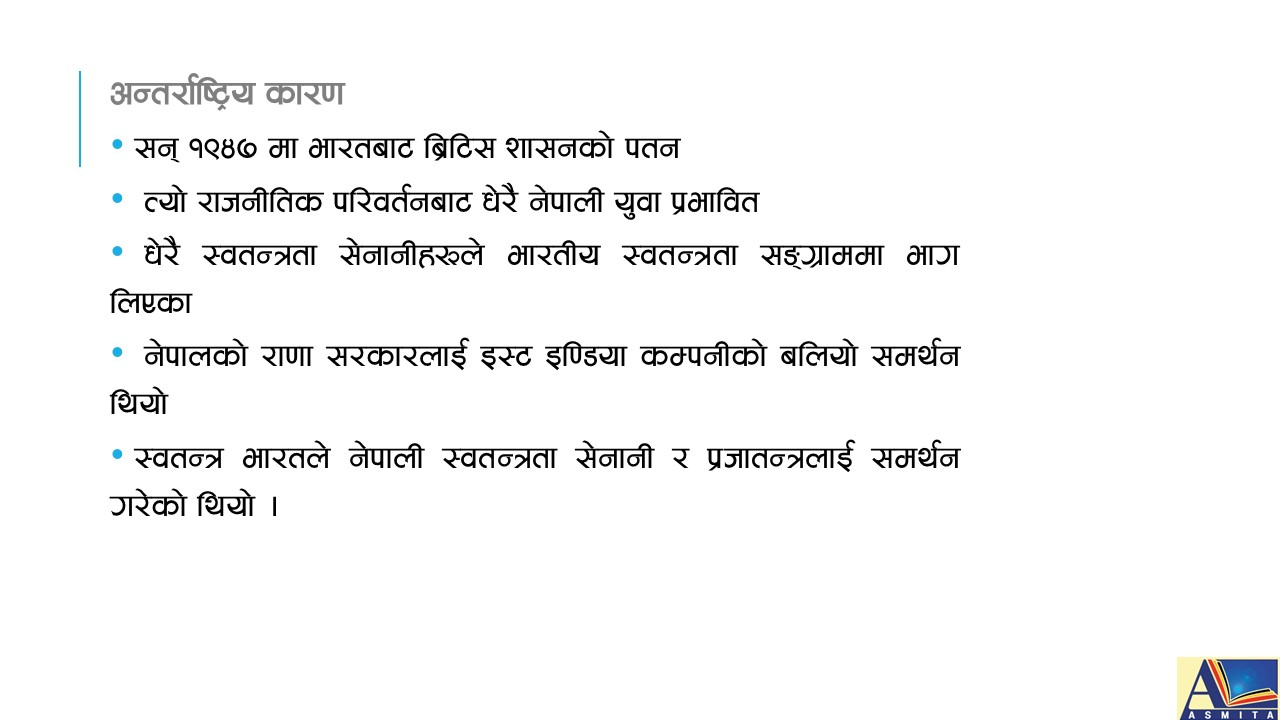 अन्तर्राष्ट्रिय कारण
• सन् १९४७ मा भारतबाट ब्रिटिस शासनको पतन
• त्यो राजनीतिक परिवर्तनबाट धेरै नेपाली युवा प्रभावित
• धेरै स्वतन्त्रता सेनानीहरूले भारतीय स्वतन्त्रता सङ्ग्राममा भाग
लिएका
• नेपालको राणा सरकारलाई इस्ट इण्डिया कम्पनीको बलियो समर्थन
थियो
• स्वतन्त्र भारतले नेपाली स्वतन्त्रता सेनानी र प्रजातन्त्रलाई समर्थन
गरेको थियो ।
ASMITA